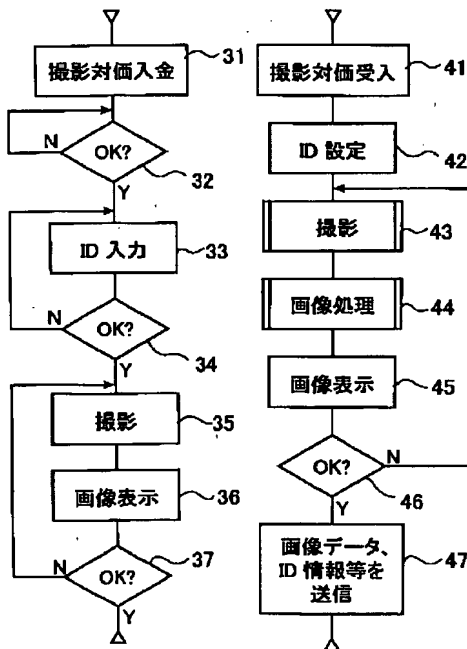 撮影対価入金
31
N
OK?
32
Y
ID 入力
33
N
OK?
34
Y
撮影
35
画像表示
36
N
OK?
37
Y
撮影対価受入
41
ID 設定
42
撮影
43
画像処理
44
画像表示
45
OK?
N
46
Y
画像データ、
ID 情報等を
送信
47